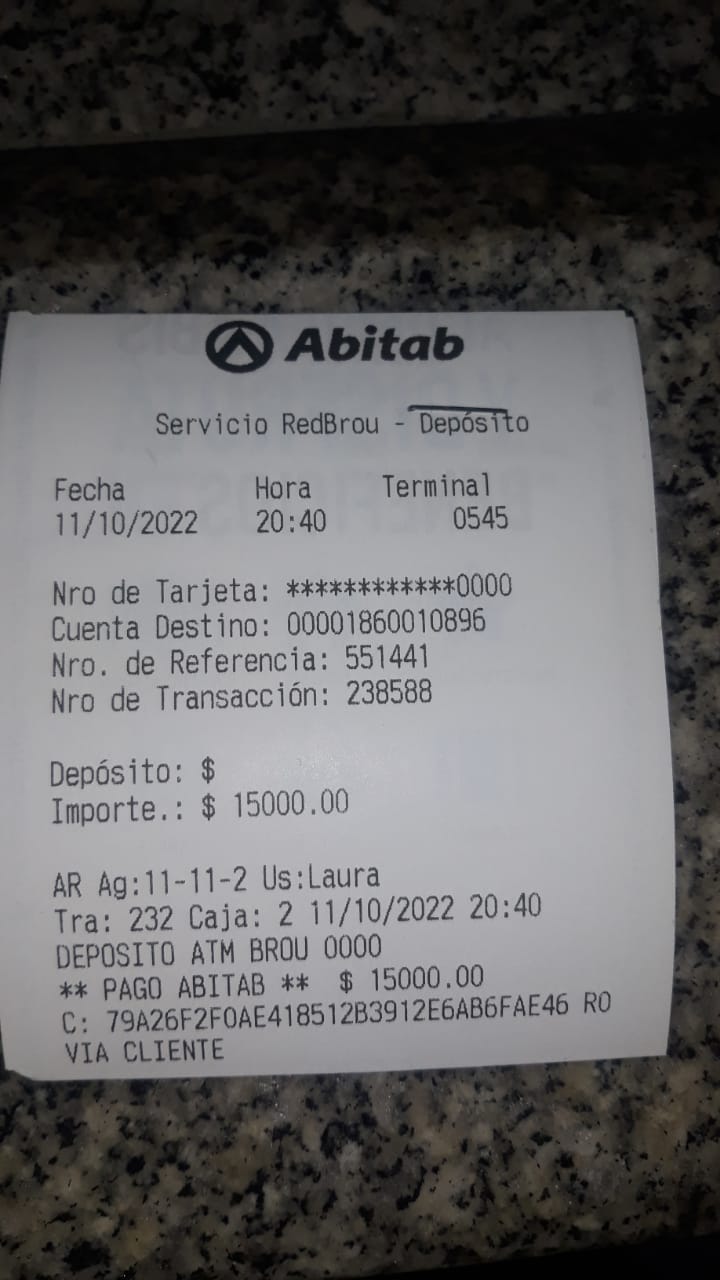 Abitab
Servicio RedBrou - Depósito
Fecha Hora Terminal
11/10/2022 20:40 0545
Nro de Tarjeta: ************0000
Cuenta Destino: 00001860010896
Nro. de Referencia: 551441
Nro de Transacción: 238588
Depósito: $
Importe.: $ 15000.00
AR Ag:11-11-2 Us:Laura
Tra: 232 Caja: 2 11/10/2022 20:40
DEPOSITO ATM BROU 0000
** PAGO ABITAB ** $ 15000.00
C: 79A26F2F0AE418512B3912E6AB6FAE46 RO
VIA CLIENTE